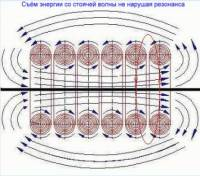 Съём энергии со стоячей волны не нарушая резонанса